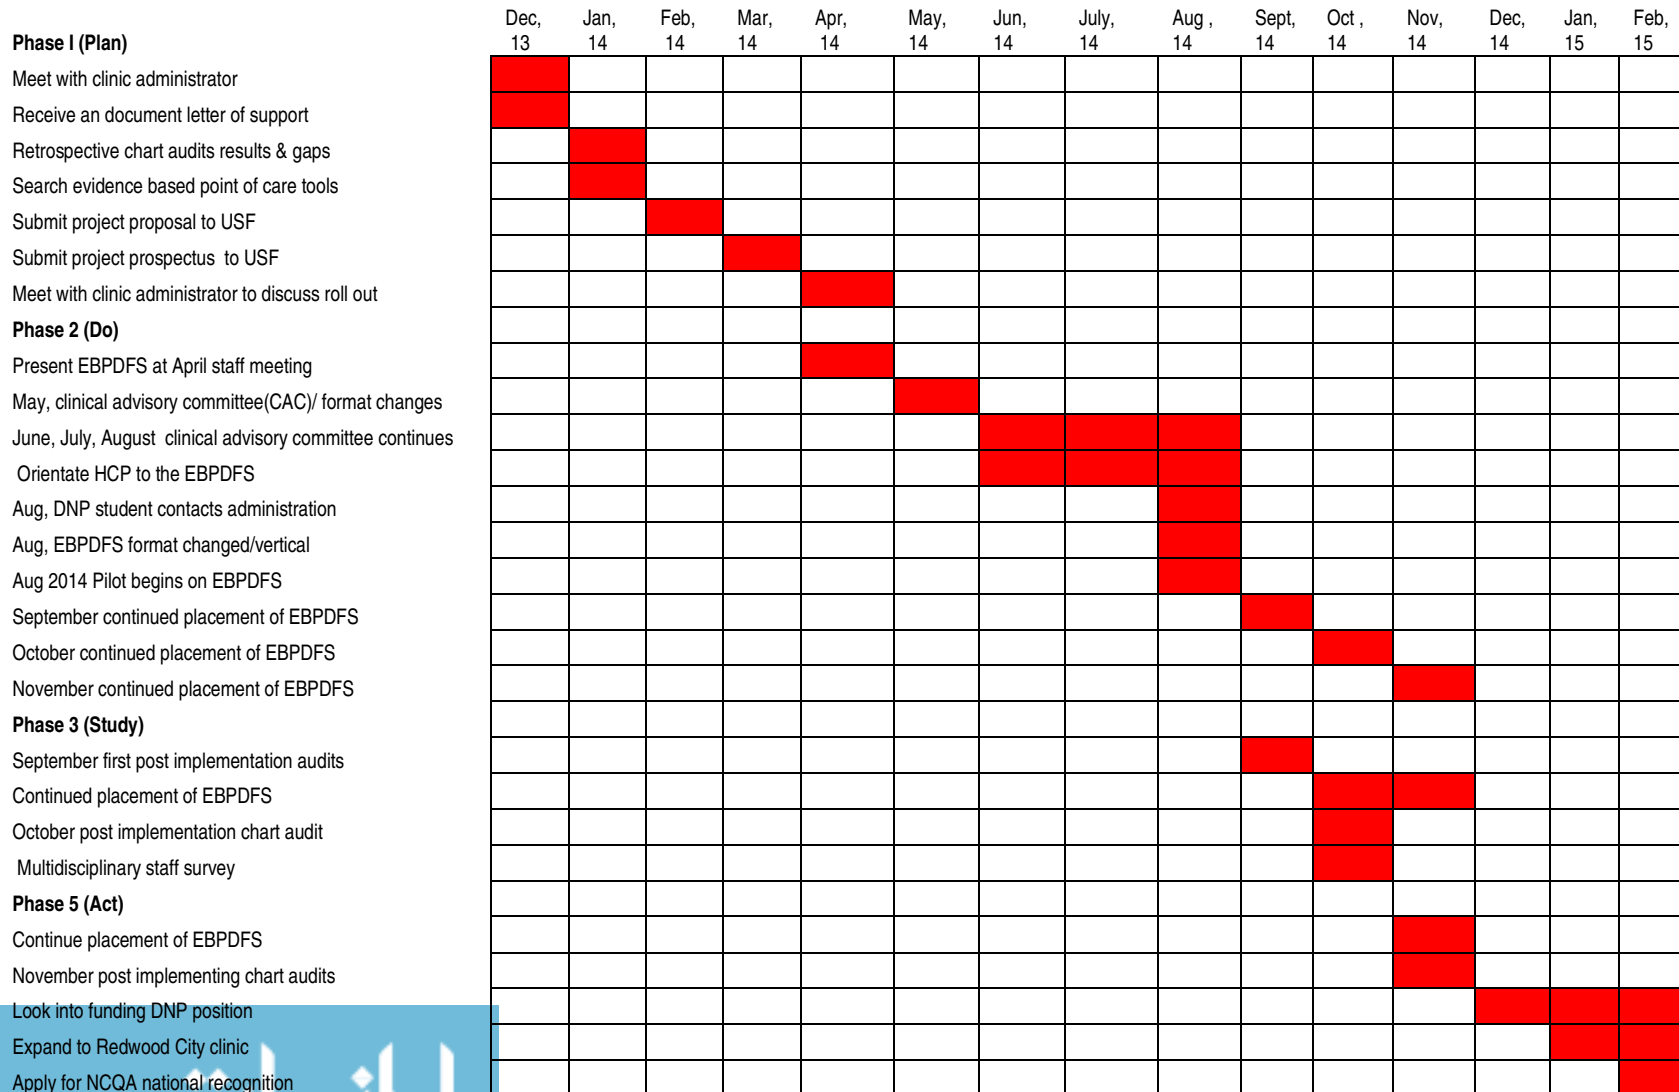 Dec, Jan, Feb, Mar, Apr, May, Jun, July, Aug , Sept, Oct , Nov, Dec, Jan, Feb,
Phase I (Plan) 13 14 14 14 14 14 14 14 14 14 14 14 14 15 15
Meet with clinic administrator
Receive an document letter of support
Retrospective chart audits results & gaps
Search evidence based point of care tools
Submit project proposal to USF
Submit project prospectus to USF
Meet with clinic administrator to discuss roll out
Phase 2 (Do)
Present EBPDFS at April staff meeting
May, clinical advisory committee(CAC)/ format changes
June, July, August clinical advisory committee continues
Orientate HCP to the EBPDFS
Aug, DNP student contacts administration
Aug, EBPDFS format changed/vertical
Aug 2014 Pilot begins on EBPDFS
September continued placement of EBPDFS
October continued placement of EBPDFS
November continued placement of EBPDFS
Phase 3 (Study)
September first post implementation audits
Continued placement of EBPDFS
October post implementation chart audit
Multidisciplinary staff survey
Phase 5 (Act)
Continue placement of EBPDFS
November post implementing chart audits
Look into funding DNP position
Expand to Redwood City clinic
Apply for NCQA national recognition